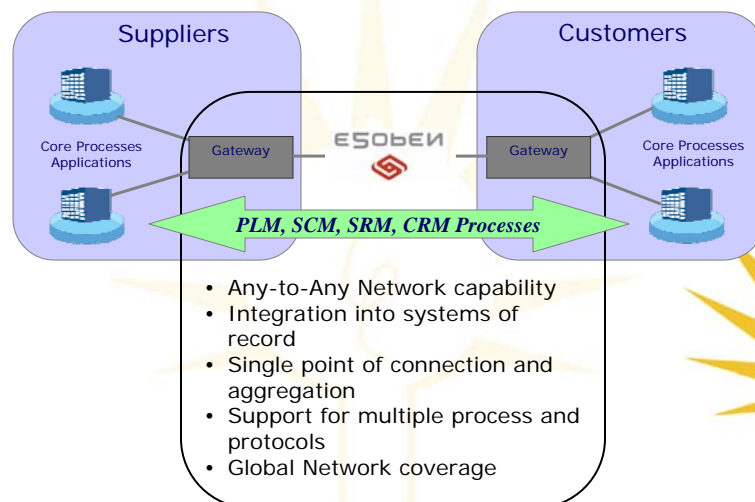 Suppliers
Customers
Core Processes
Applications
Gateway
E2open
Gateway
Core Processes
Applications
PLM, SCM, SRM, CRM Processes
• Any-to-Any Network capability
• Integration into systems of
record
• Single point of connection and
aggregation
• Support for multiple process and
protocols
• Global Network coverage